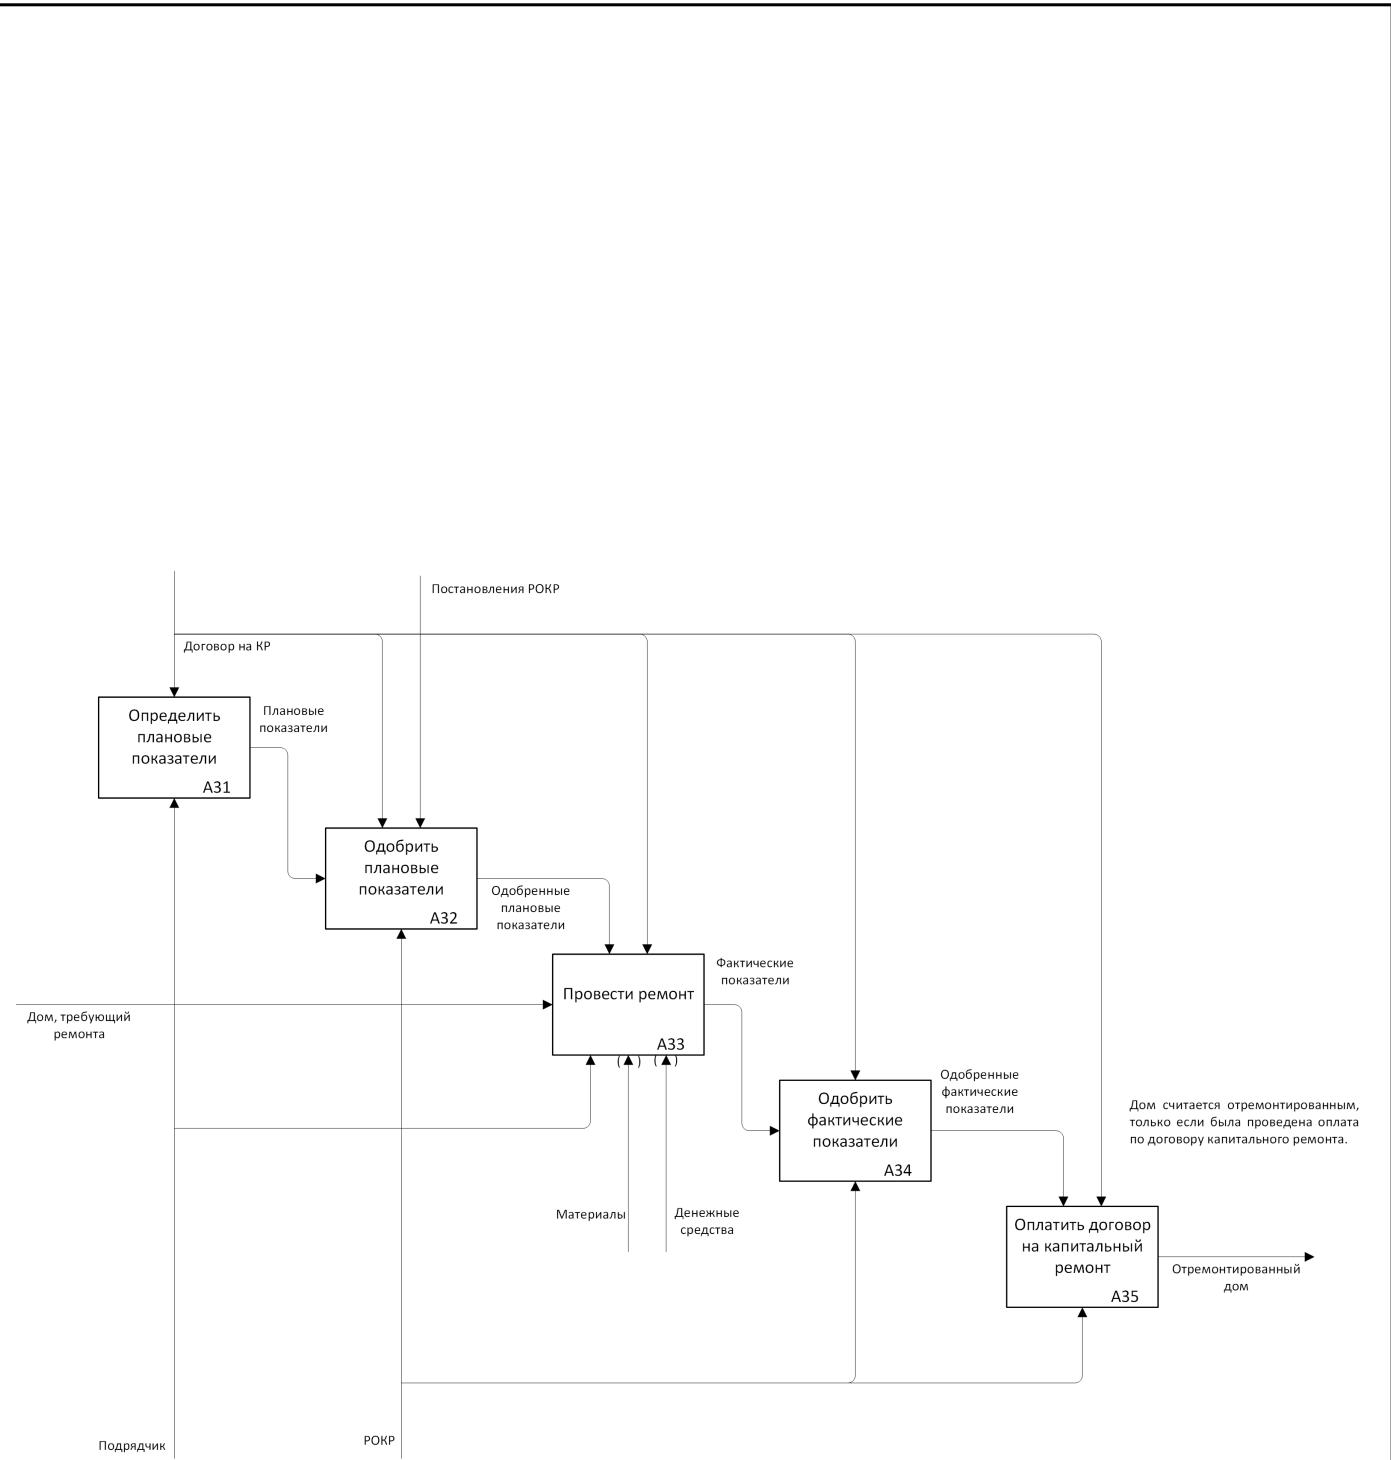 Постановления РОКР
Договор на КР
Определить
плановые
показатели
А31
Плановые
показатели
Одобрить
плановые
показатели
А32
Одобренные
плановые
показатели
Провести ремонт
А33
Фактические
показатели
Дом, требующий
ремонта
( )
( )
Одобрить
фактические
показатели
А34
Одобренные
фактические
показатели
Дом считается отремонтированным,
только если была проведена оплата
по договору капитального ремонта.
Материалы
Денежные
средства
Оплатить договор
на капитальный
ремонт
А35
Отремонтированный
дом
Подрядчик
РОКР